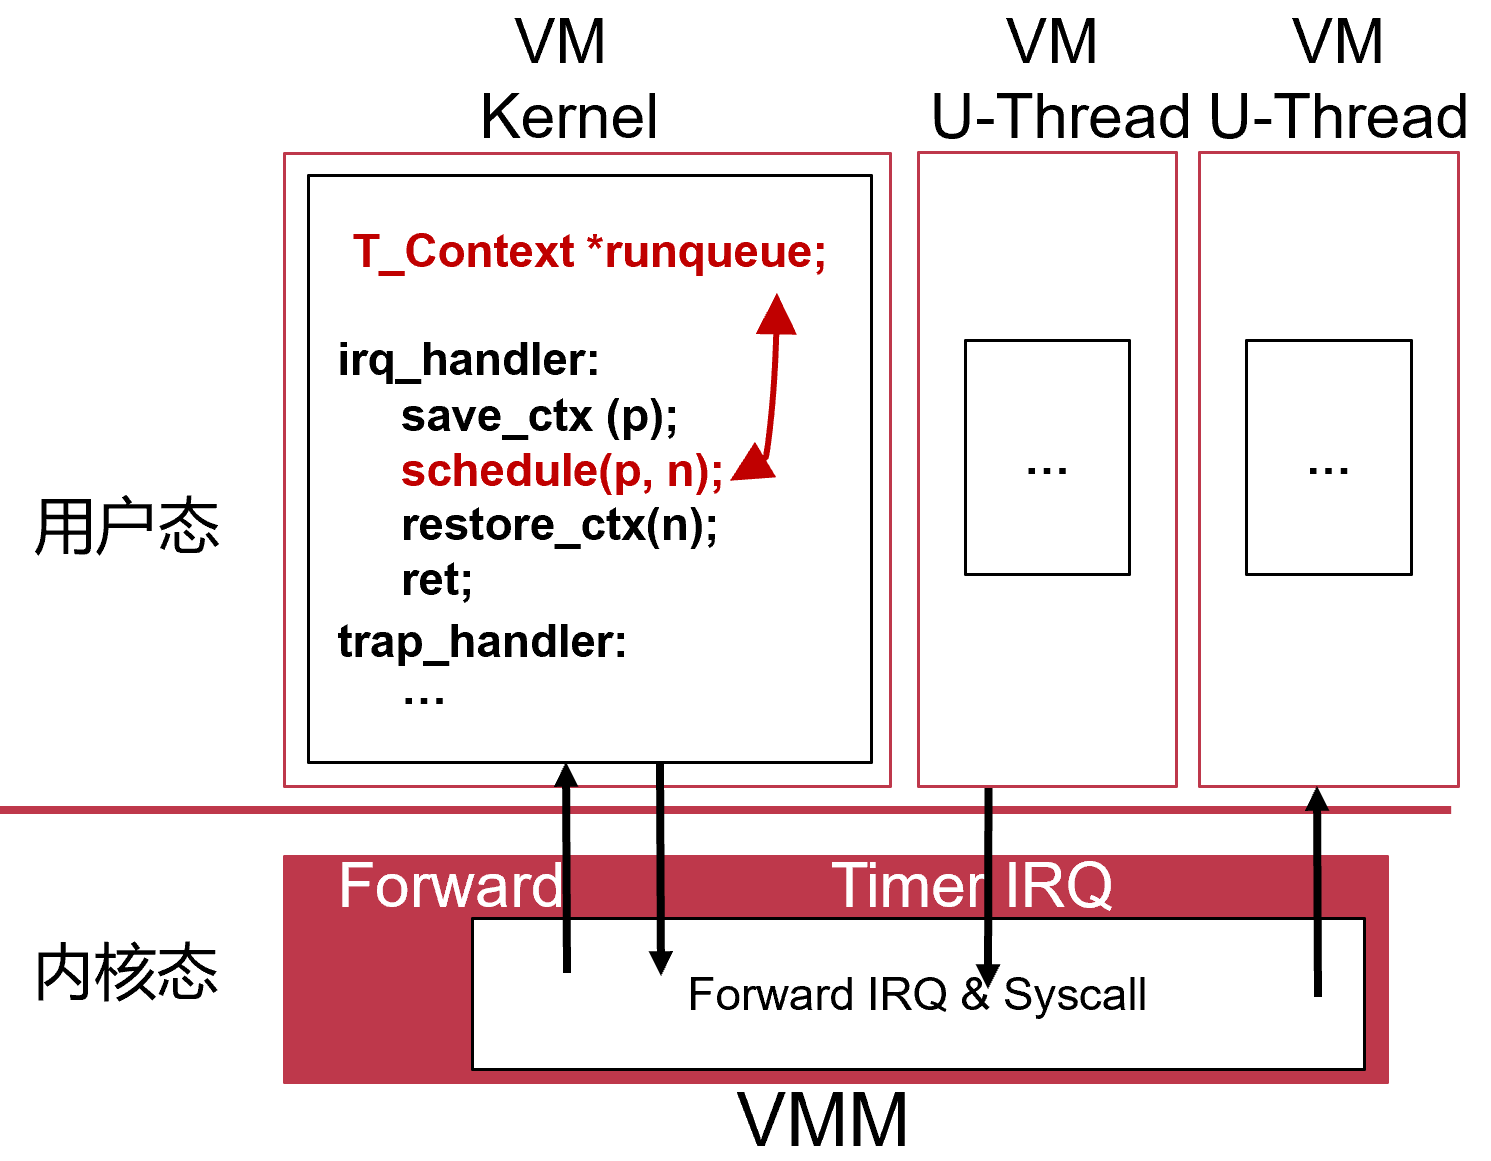 VM
Kernel
VM
U-Thread
VM
U-Thread
T_Context *runqueue;
irq_handler:
save_ctx (p);
schedule(p, n);
restore_ctx(n);
ret;
trap_handler:
...
...
...
用户态
Forward
Timer IRQ
内核态
Forward IRQ & Syscall
VMM